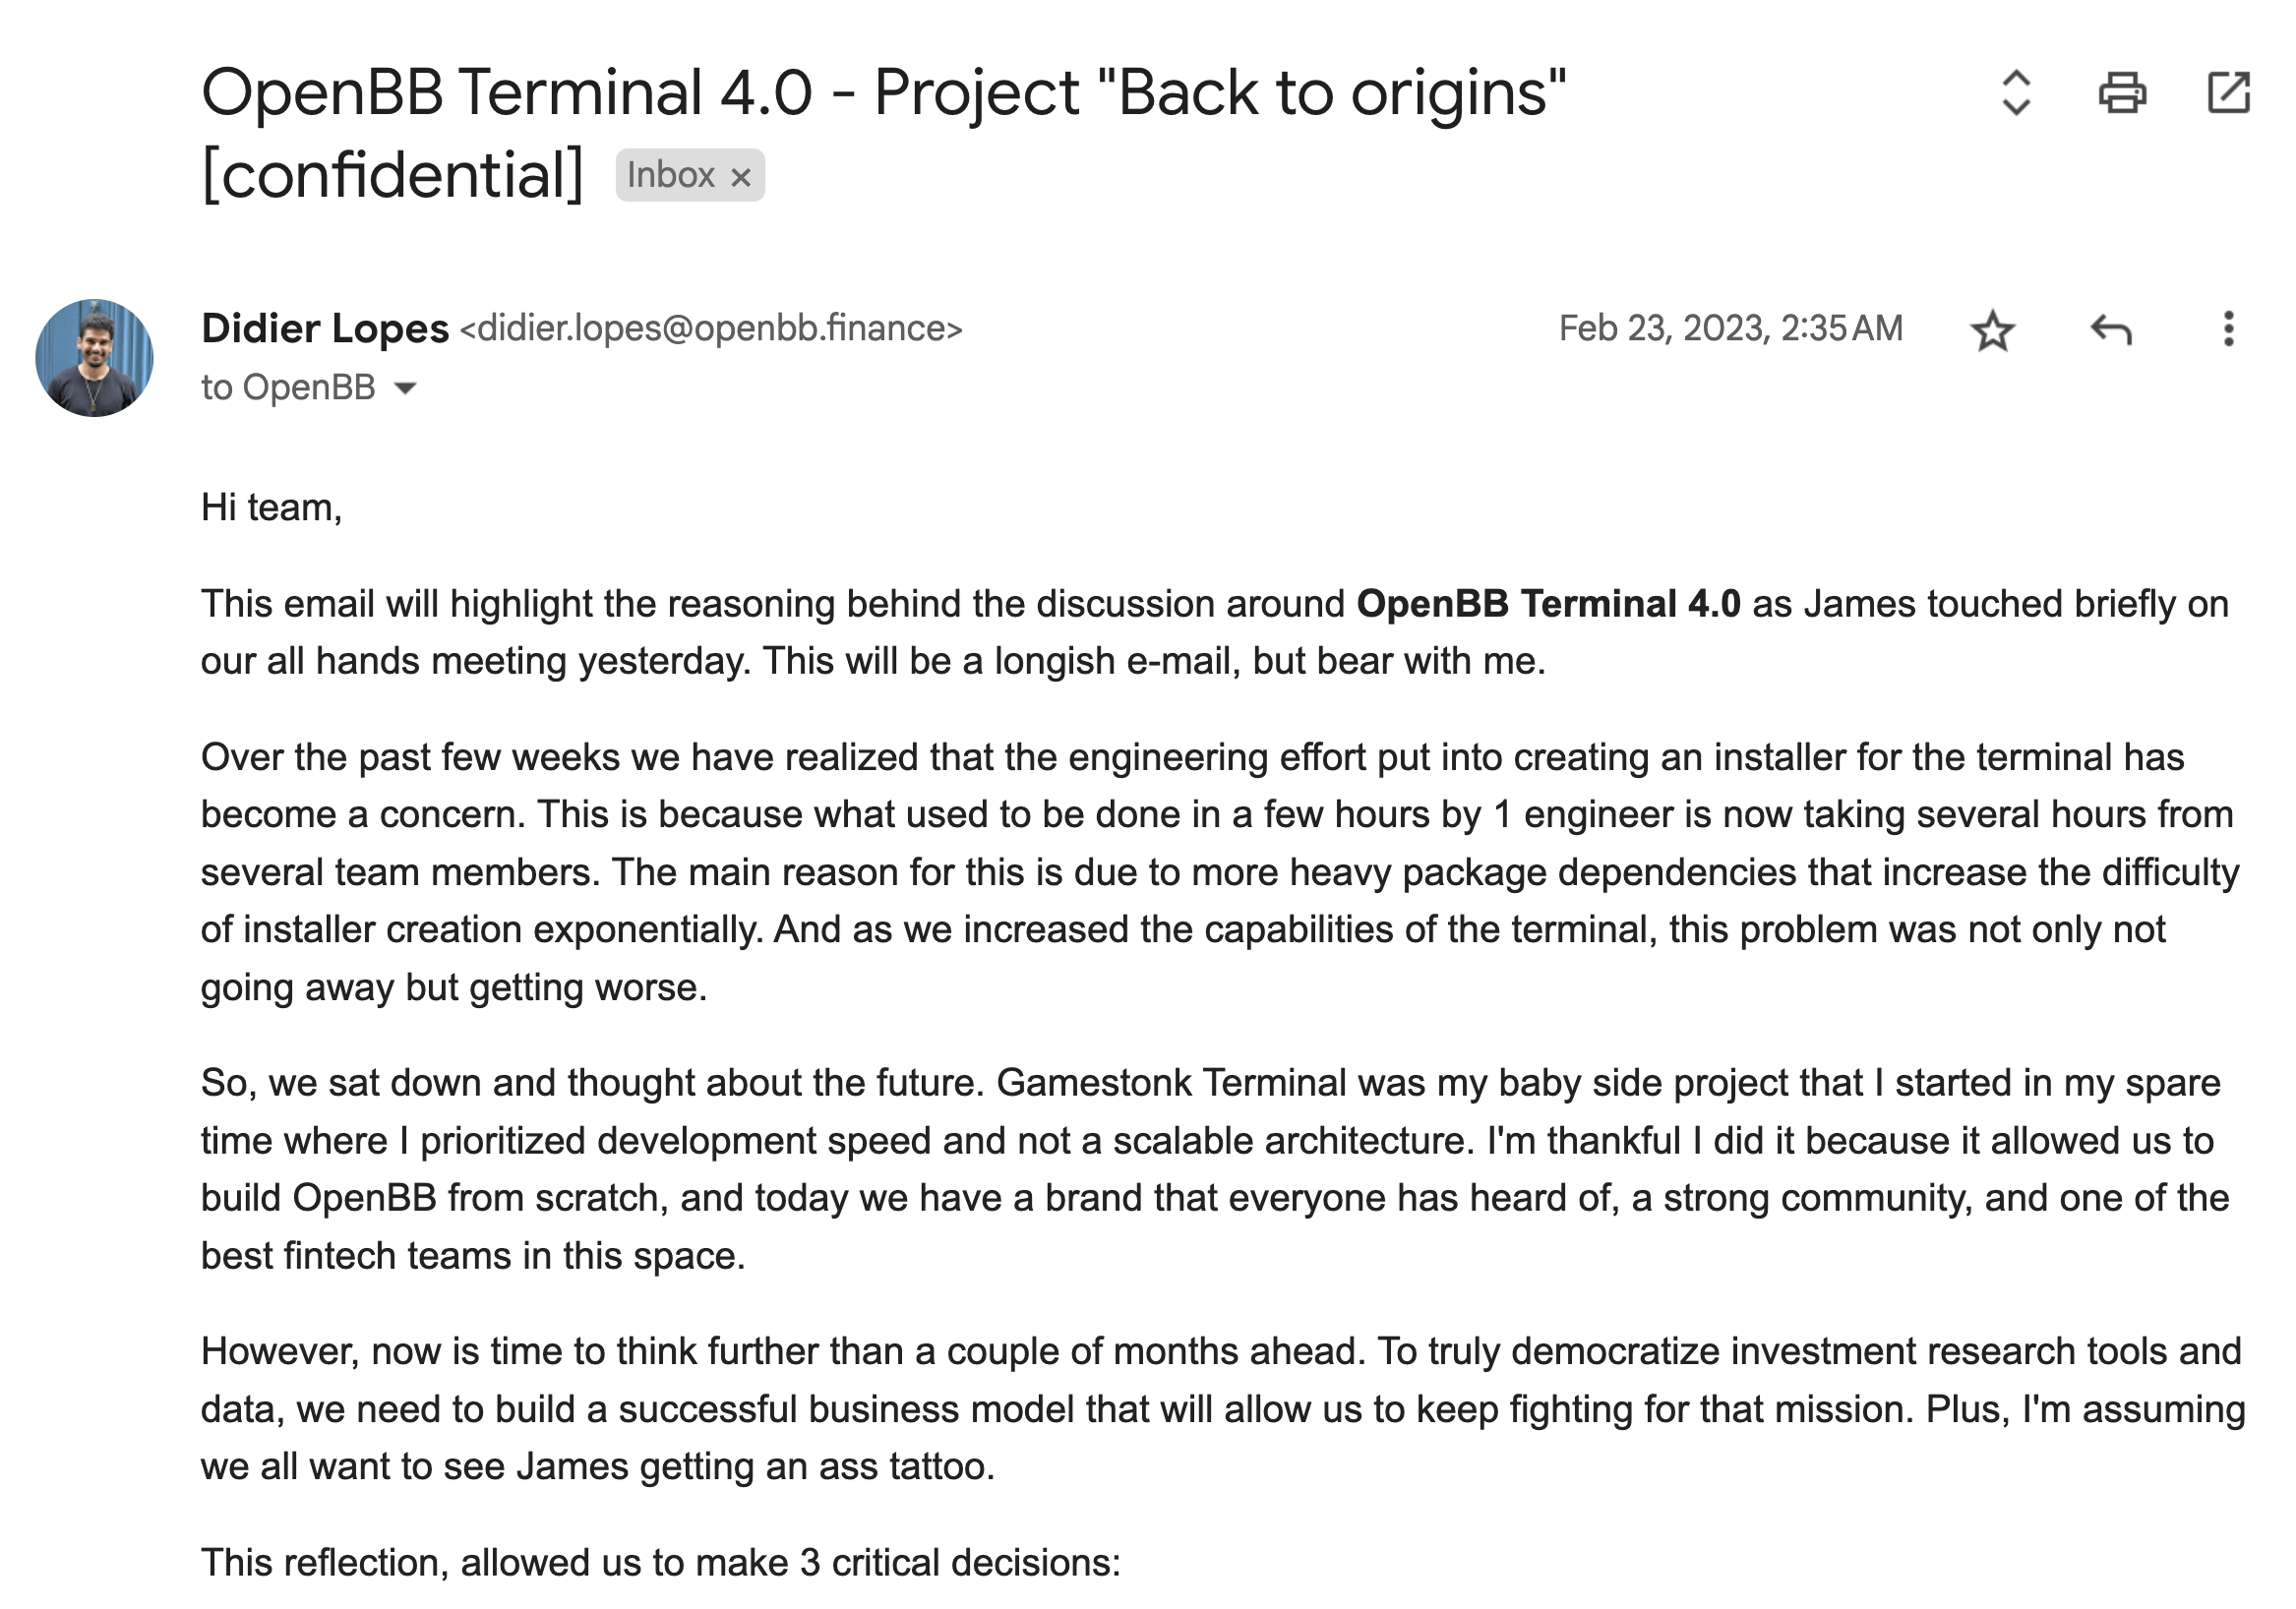 OpenBB Terminal 4.0 - Project "Back to origins"
[confidential] Inbox ×
Didier Lopes <didier.lopes@openbb.finance> Feb 23, 2023, 2:35 AM
to OpenBB
Hi team,
This email will highlight the reasoning behind the discussion around OpenBB Terminal 4.0 as James touched briefly on
our all hands meeting yesterday. This will be a longish e-mail, but bear with me.
Over the past few weeks we have realized that the engineering effort put into creating an installer for the terminal has
become a concern. This is because what used to be done in a few hours by 1 engineer is now taking several hours from
several team members. The main reason for this is due to more heavy package dependencies that increase the difficulty
of installer creation exponentially. And as we increased the capabilities of the terminal, this problem was not only not
going away but getting worse.
So, we sat down and thought about the future. Gamestonk Terminal was my baby side project that I started in my spare
time where I prioritized development speed and not a scalable architecture. I'm thankful I did it because it allowed us to
build OpenBB from scratch, and today we have a brand that everyone has heard of, a strong community, and one of the
best fintech teams in this space.
However, now is time to think further than a couple of months ahead. To truly democratize investment research tools and
data, we need to build a successful business model that will allow us to keep fighting for that mission. Plus, I'm assuming
we all want to see James getting an ass tattoo.
This reflection, allowed us to make 3 critical decisions: